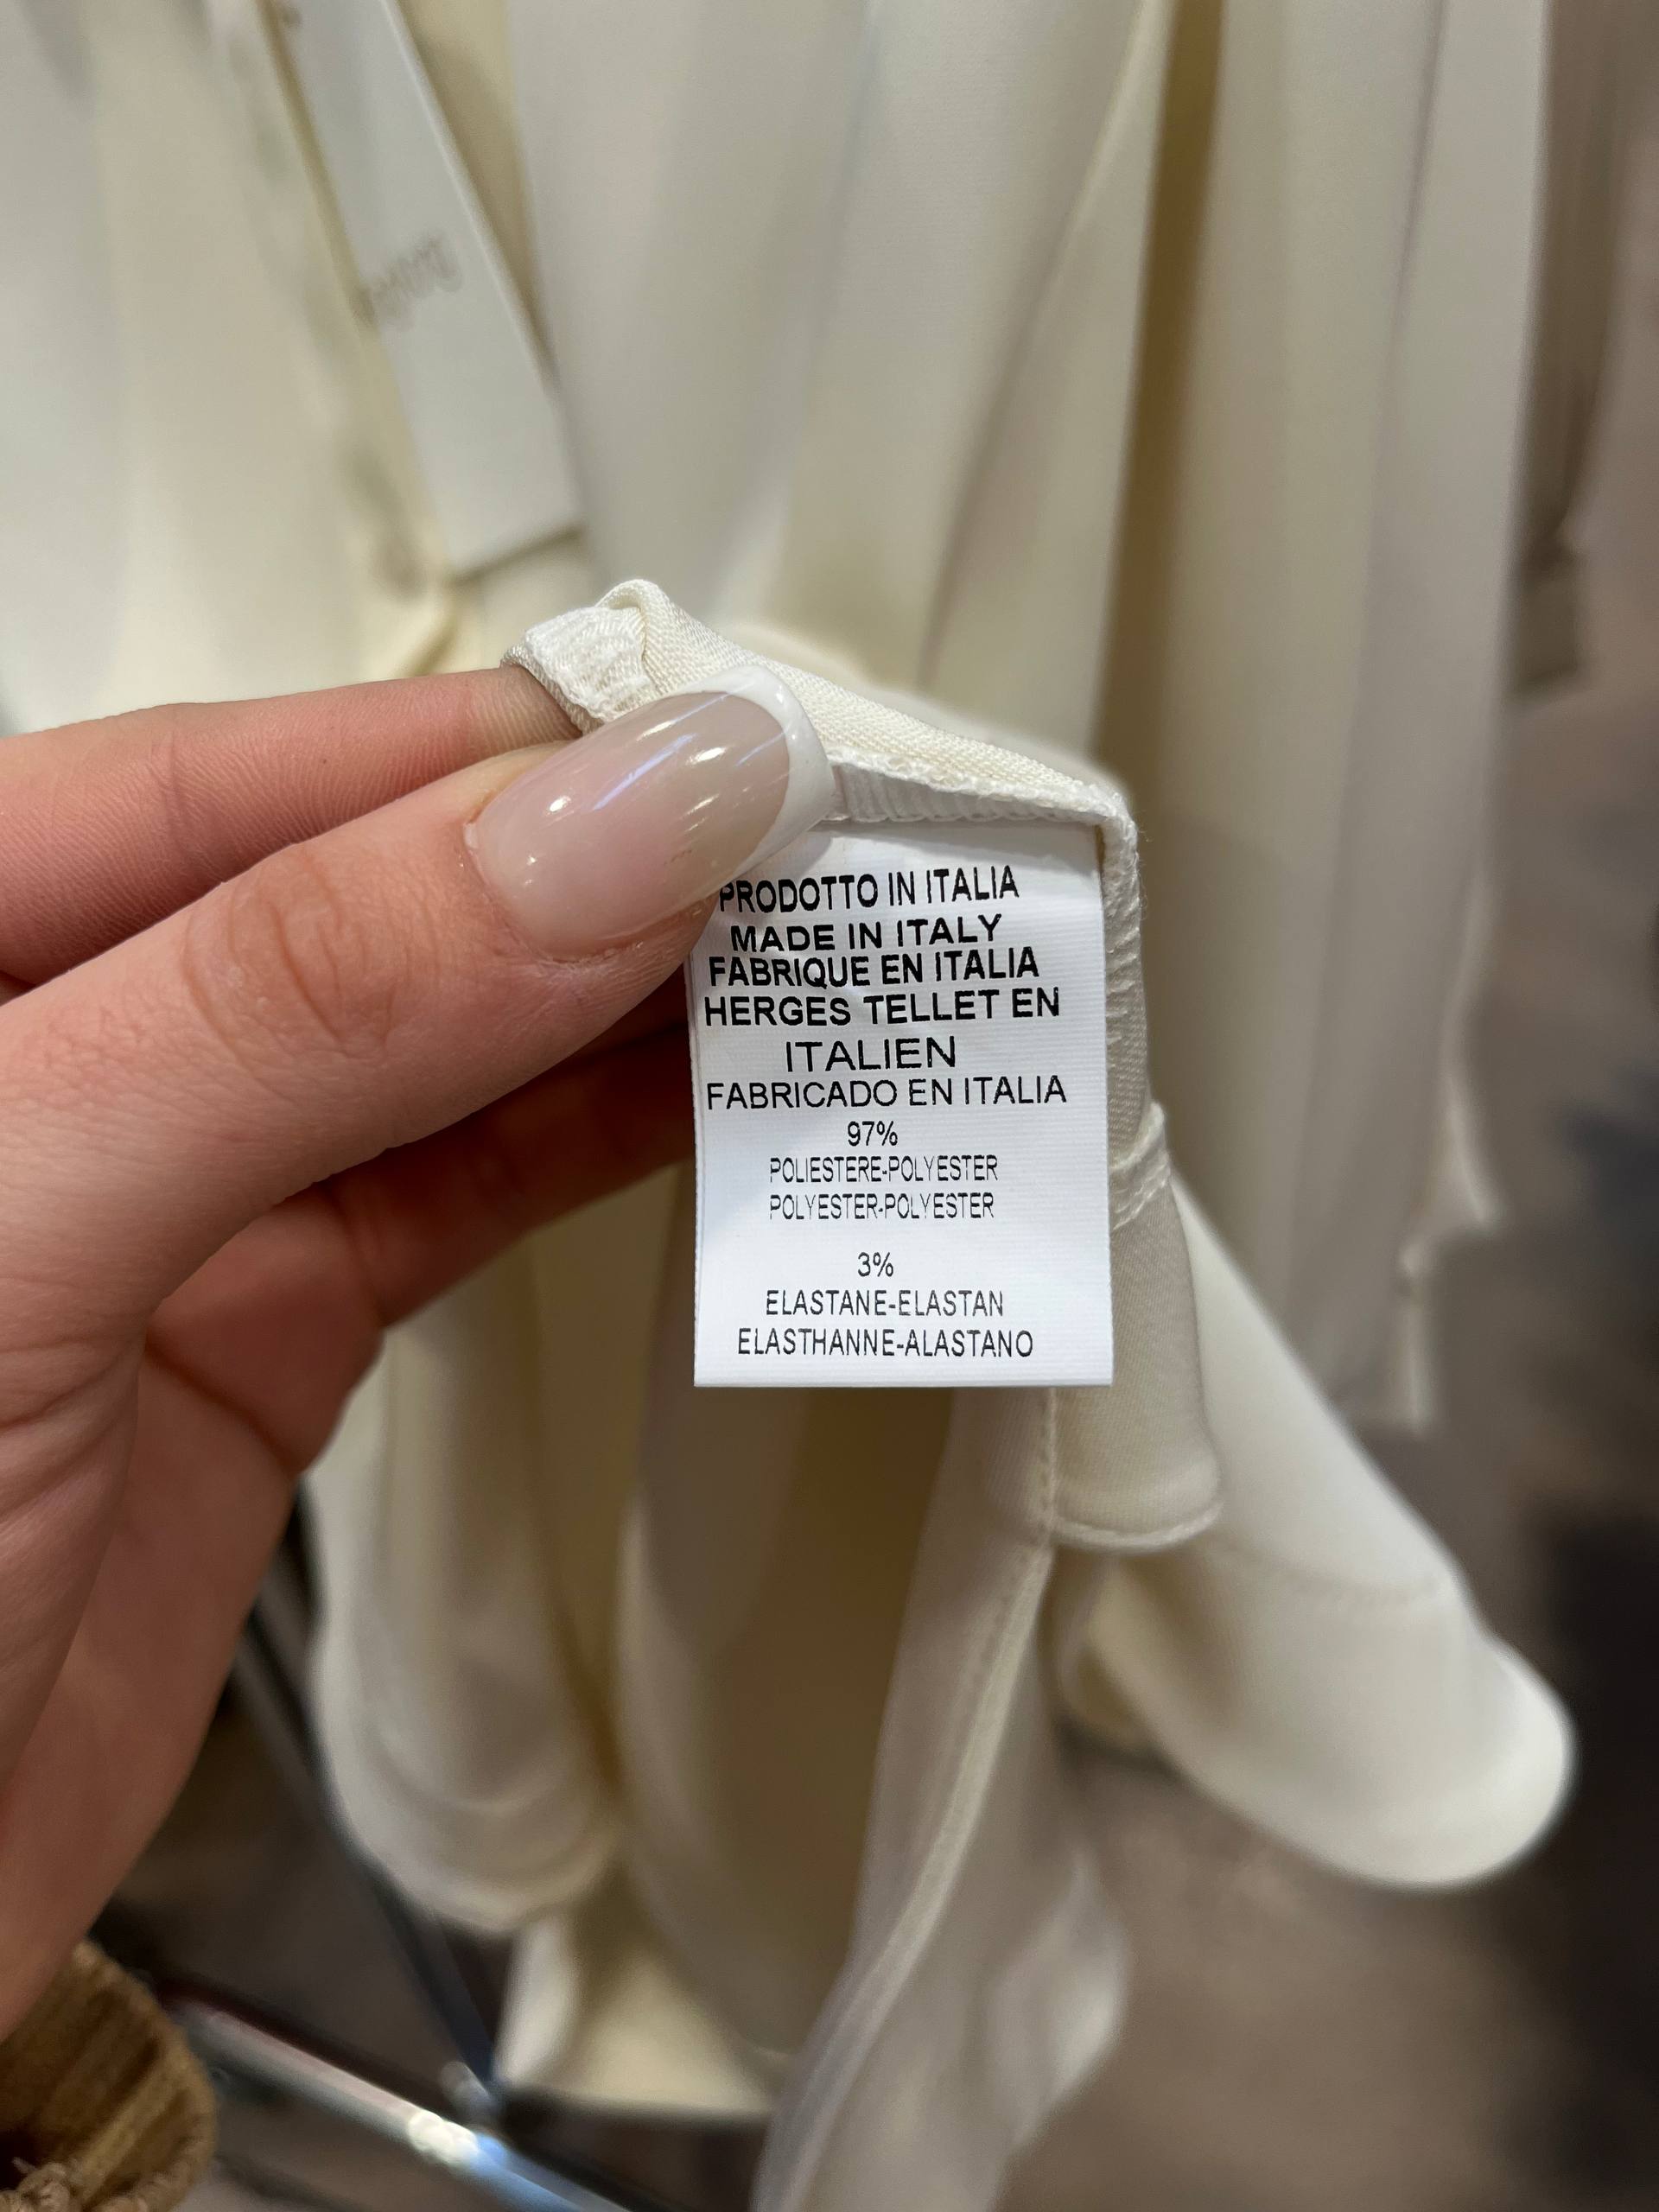 PRODOTTO IN ITALIA
MADE IN ITALY
FABRIQUE EN ITALIA
HERGES TELLET EN
ITALIEN
FABRICADO EN ITALIA
97%
POLIESTERE-POLYESTER
POLYESTER-POLYESTER
3%
ELASTANE-ELASTAN
ELASTHANNE-ALASTANO